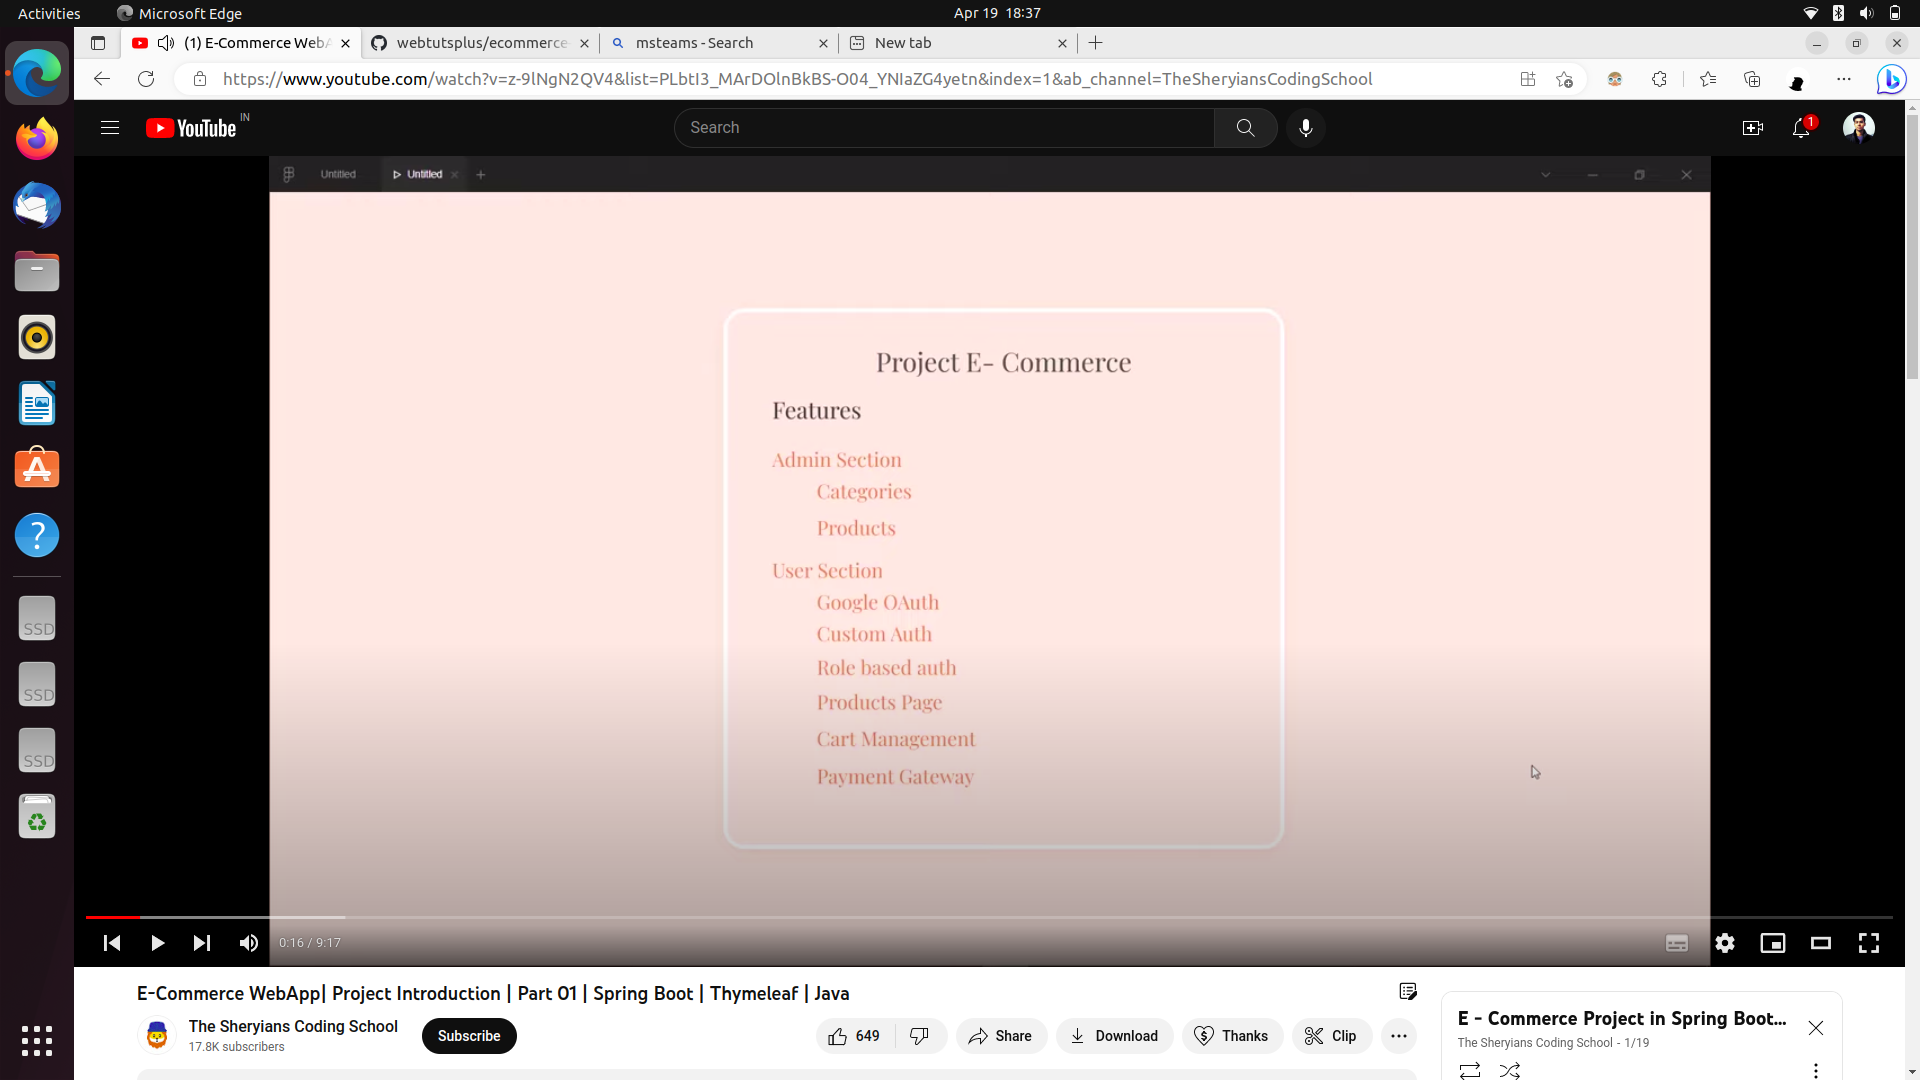 Activities
Microsoft Edge
Apr 19 18:37
(1) E-Commerce WebA
webtutsplus/ecommerce
msteams - Search
New tab
https://www.youtube.com/watch?v=z-9lNgN2QV4&list=PLbtI3_MArDOlnBkBS-O04_YNIaZG4yetn&index=1&ab_channel=TheSheryiansCodingSchool
YouTube
IN
Search
1
Untitled
Untitled
Project E- Commerce
Features
Admin Section
Categories
Products
User Section
Google OAuth
Custom Auth
Role based auth
Products Page
Cart Management
Payment Gateway
SSD
SSD
SSD
0:16 / 9:17
E-Commerce WebApp| Project Introduction | Part 01 | Spring Boot | Thymeleaf | Java
The Sheryians Coding School
17.8K subscribers
Subscribe
649
Share
Download
Thanks
Clip
E - Commerce Project in Spring Boot...
The Sheryians Coding School - 1/19